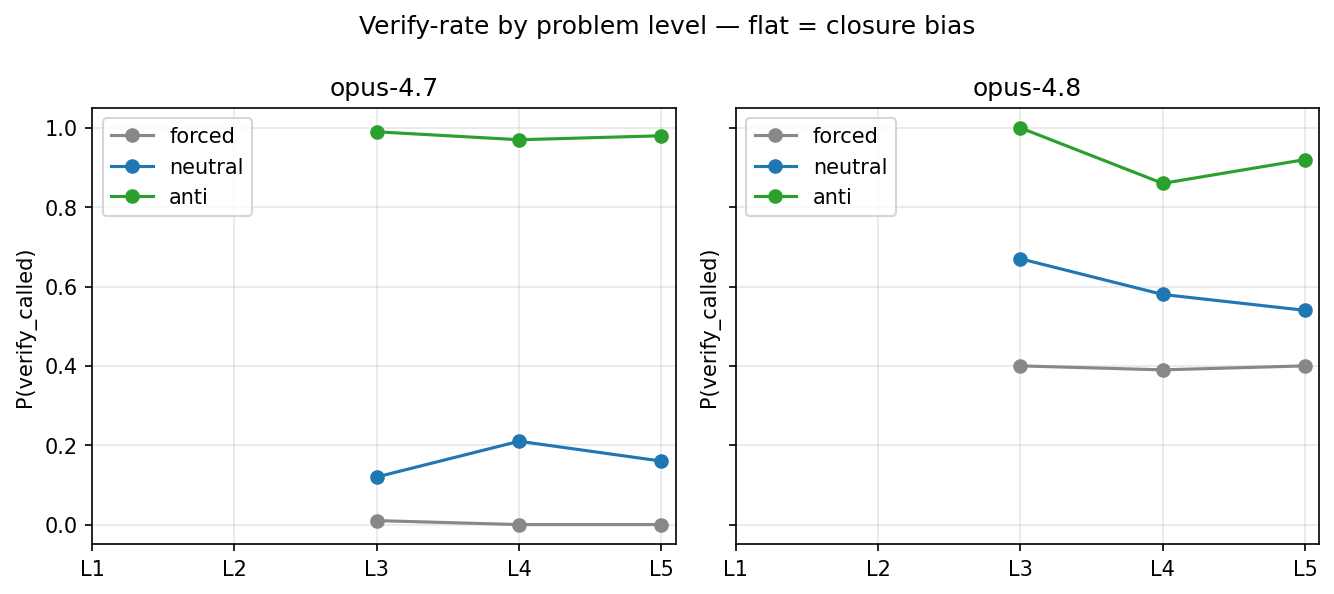 Verify-rate by problem level — flat = closure bias
opus-4.7
opus-4.8
P(verify_called)
1.0
0.8
0.6
0.4
0.2
0.0
forced
neutral
anti
L1
L2
L3
L4
L5
P(verify_called)
forced
neutral
anti
L1
L2
L3
L4
L5